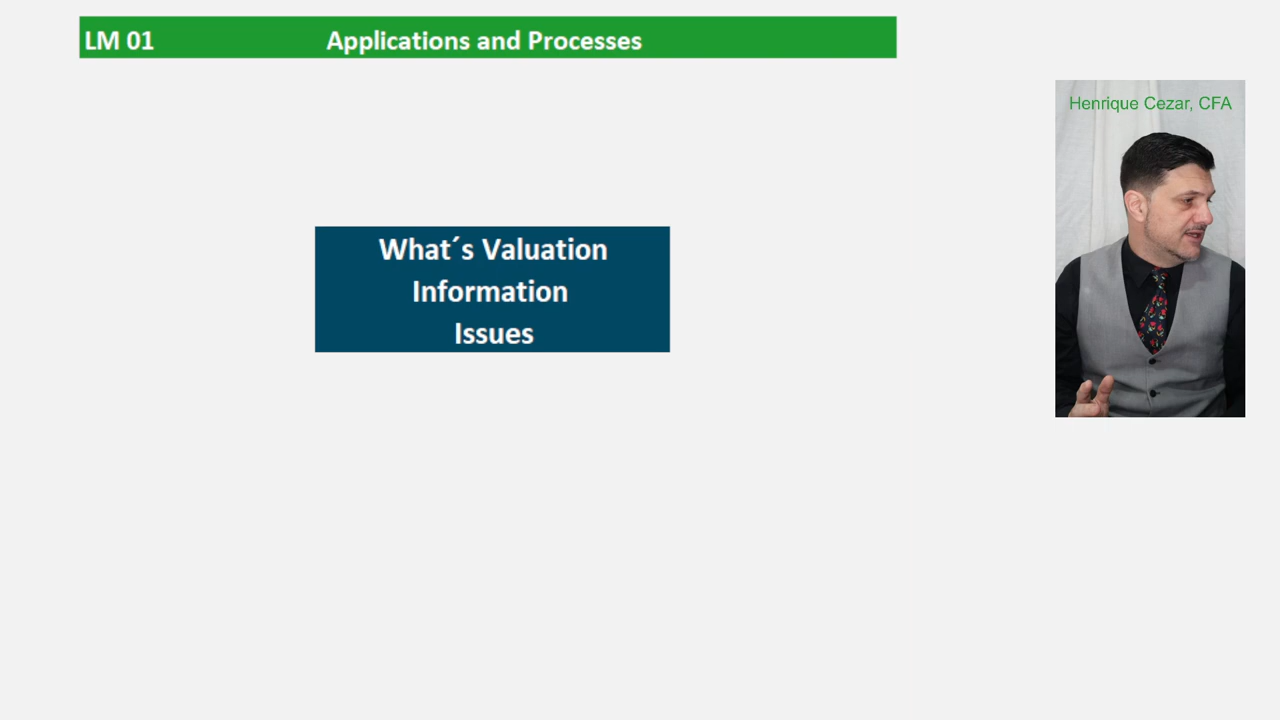 LM 01 Applications and Processes
Henrique Cezar, CFA
What´s Valuation
Information
Issues